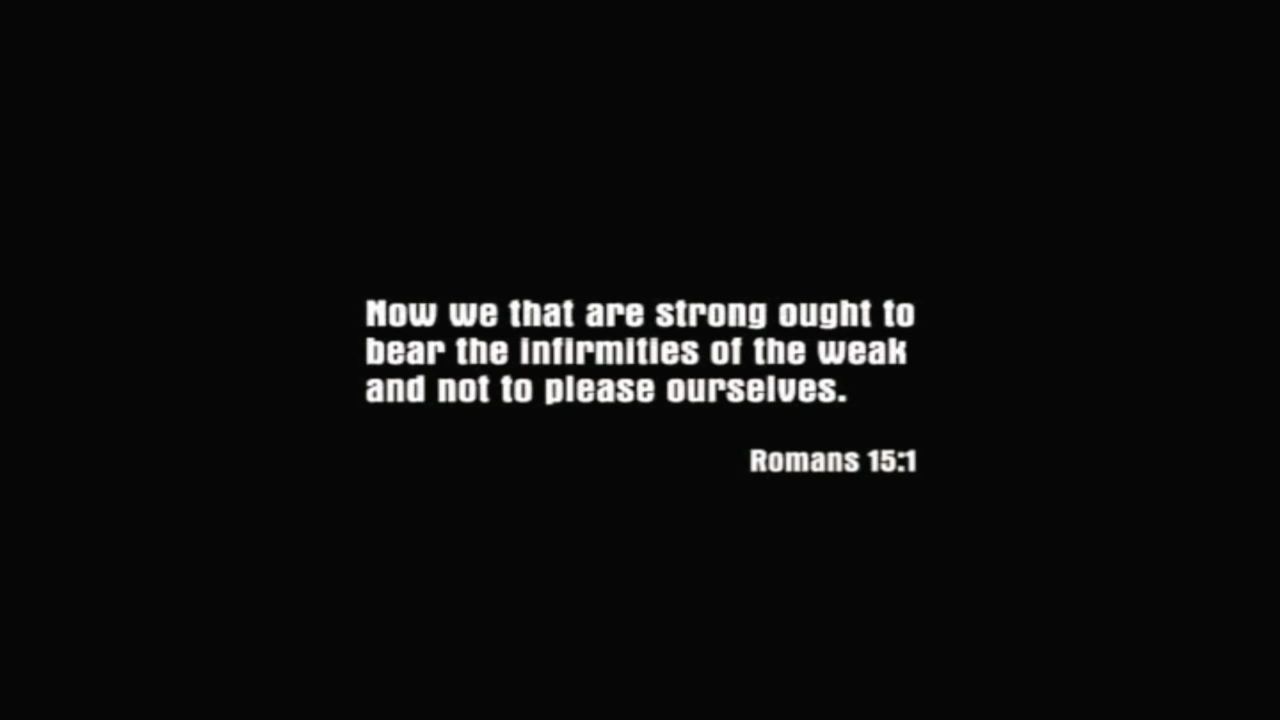 Now we that are strong ought to
bear the infirmities of the weak
and not to please ourselves.
Romans 15:1